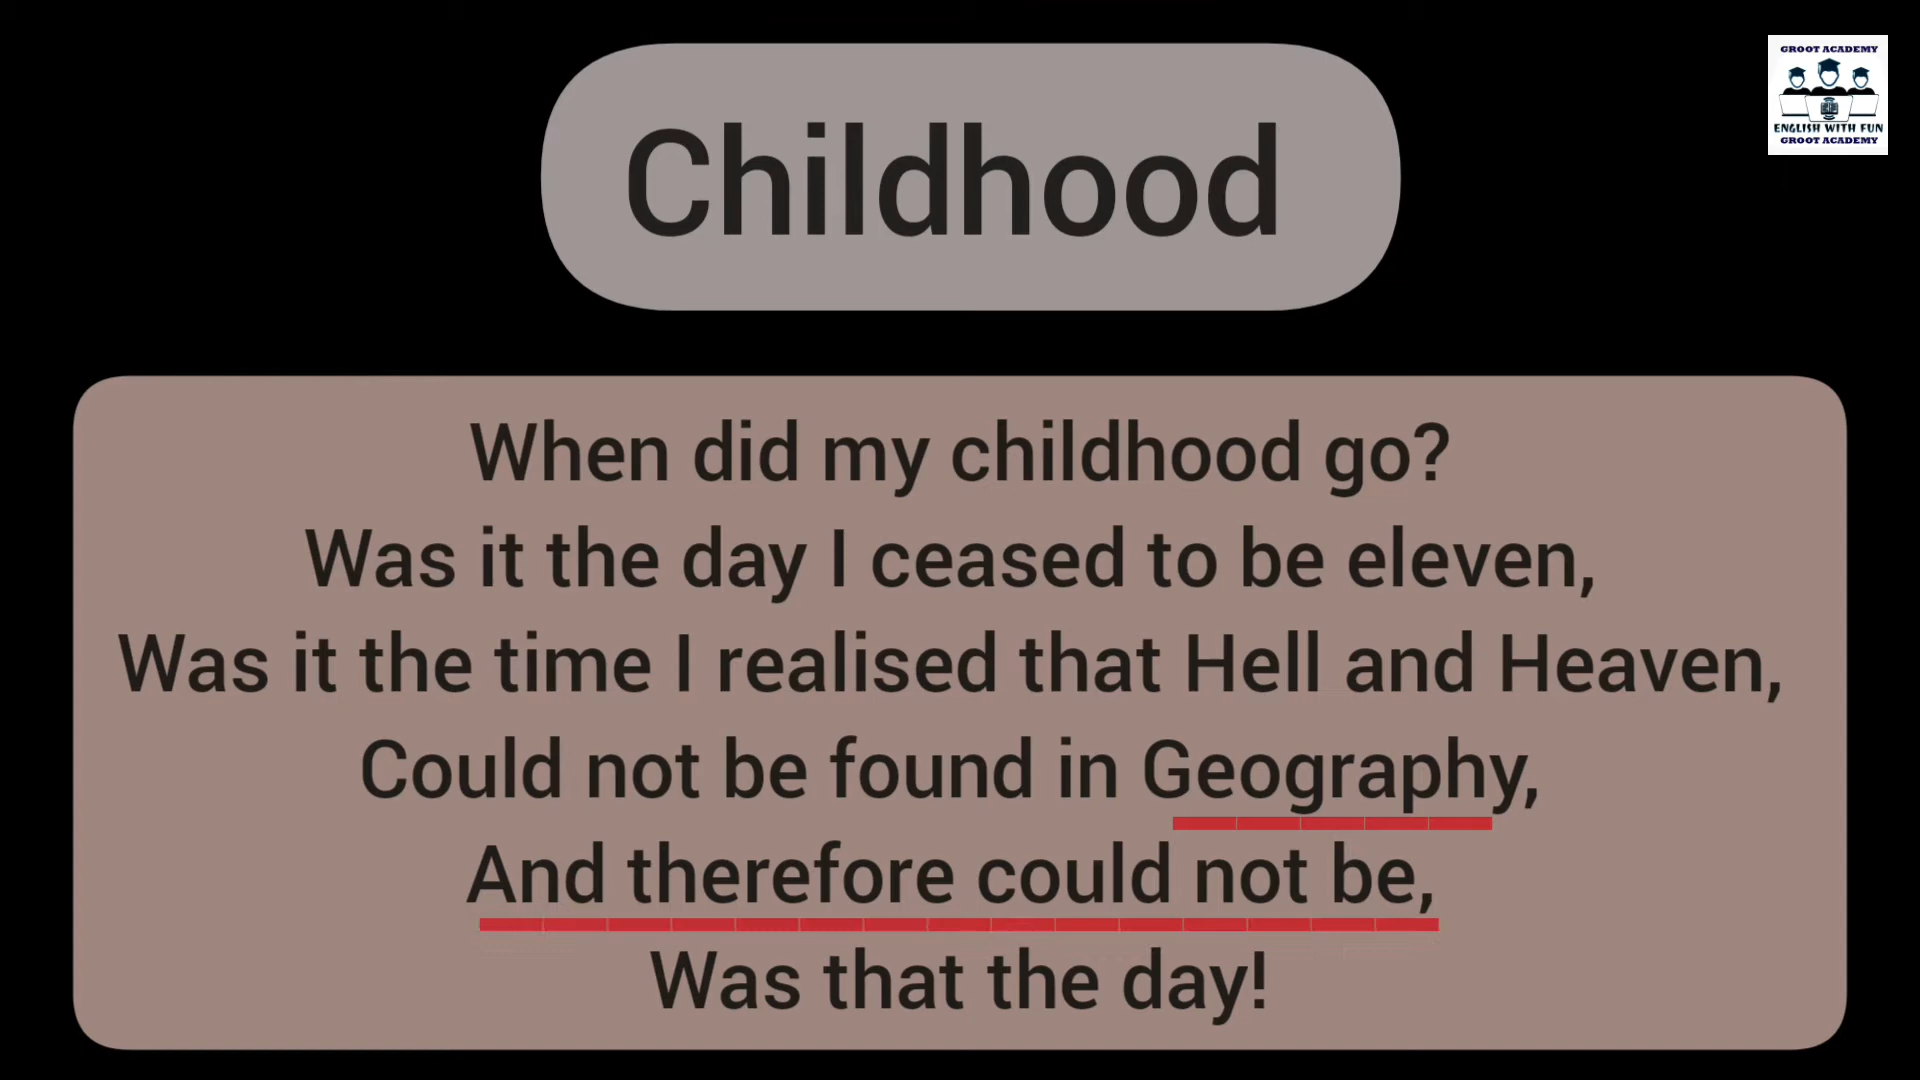 GROOT ACADEMY
ENGLISH WITH FUN
GROOT ACADEMY
Childhood
When did my childhood go?
Was it the day I ceased to be eleven,
Was it the time I realised that Hell and Heaven,
Could not be found in Geography,
And therefore could not be,
Was that the day!